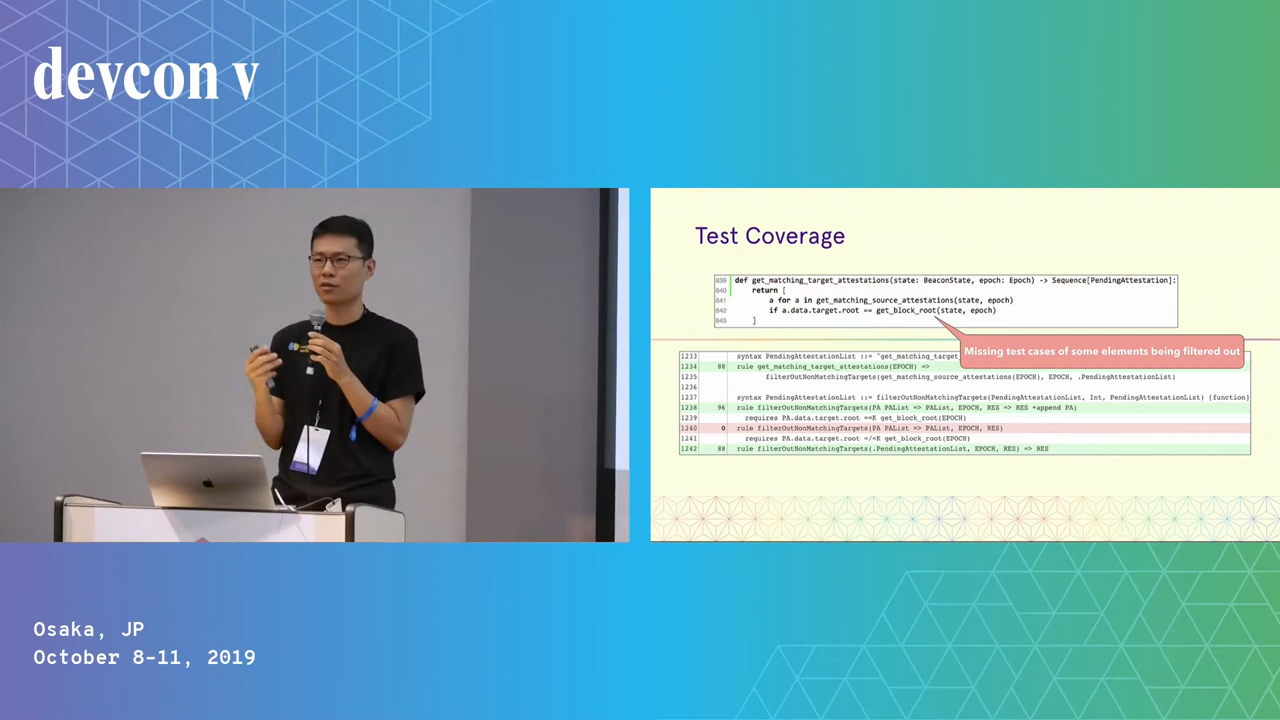 devcon v
Test Coverage
839 def get_matching_target_attestations(state: BeaconState, epoch: Epoch) -> Sequence[PendingAttestation]:
840 return [
841 a for a in get_matching_source_attestations(state, epoch)
842 if a.data.target.root == get_block_root(state, epoch)
843 ]
Missing test cases of some elements being filtered out
1233 syntax PendingAttestationList ::= "get_matching_target
1234 88 rule get_matching_target_attestations(EPOCH) =>
1235 filterOutNonMatchingTargets(get_matching_source_attestations(EPOCH), EPOCH, .PendingAttestationList)
1236
1237 syntax PendingAttestationList ::= filterOutNonMatchingTargets(PendingAttestationList, Int, PendingAttestationList) [function]
1238 96 rule filterOutNonMatchingTargets(PA PAList => PAList, EPOCH, RES => RES +append PA)
1239 requires PA.data.target.root ==K get_block_root(EPOCH)
1240 0 rule filterOutNonMatchingTargets(PA PAList => PAList, EPOCH, RES)
1241 requires PA.data.target.root =/=K get_block_root(EPOCH)
1242 88 rule filterOutNonMatchingTargets(.PendingAttestationList, EPOCH, RES) => RES
Osaka, JP
October 8-11, 2019